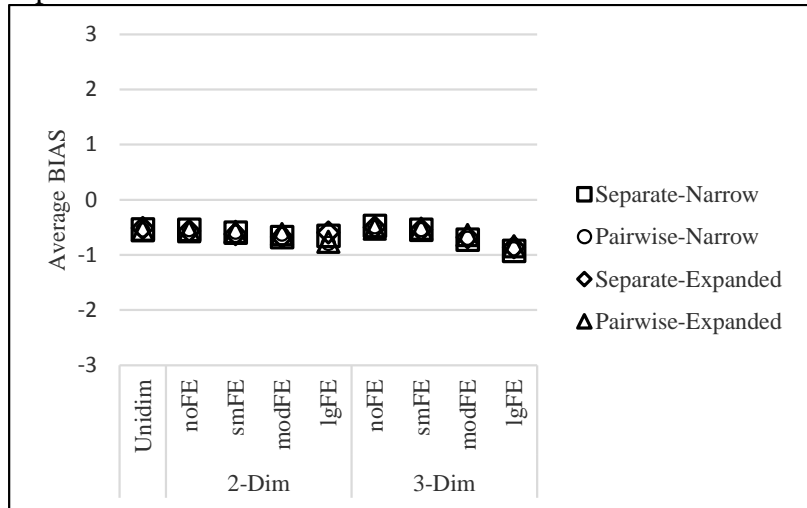 3
2
1
0
-1
-2
-3
Average BIAS
Unidim
noFE
smFE
modFE
lgFE
noFE
smFE
modFE
lgFE
2-Dim
3-Dim
Separate-Narrow
Pairwise-Narrow
Separate-Expanded
Pairwise-Expanded